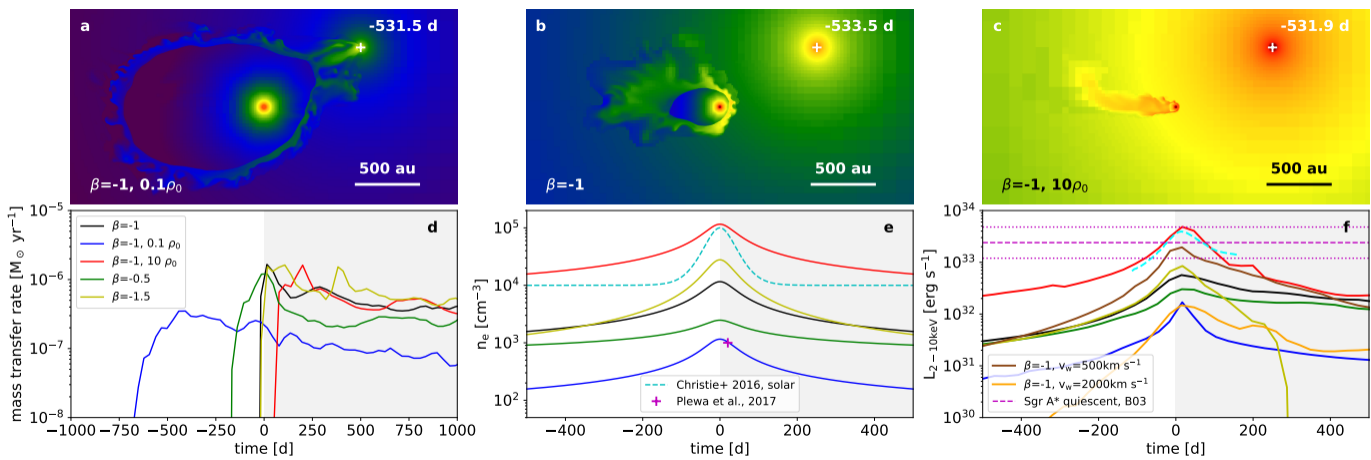 a
-531.5 d
500 au
β=-1, 0.1ρ₀
b
-533.5 d
500 au
β=-1
c
-531.9 d
500 au
β=-1, 10ρ₀
d
mass transfer rate [M⊙ yr⁻¹]
10⁻⁵
10⁻⁶
10⁻⁷
10⁻⁸
β=-1
β=-1, 0.1 ρ₀
β=-1, 10 ρ₀
β=-0.5
β=-1.5
−1000 −750 −500 −250 0 250 500 750 1000
time [d]
e
nₑ [cm⁻³]
10⁵
10⁴
10³
10²
Christie+ 2016, solar
Plewa et al., 2017
−400 −200 0 200 400
time [d]
f
L₂₋₁₀ₖₑV [erg s⁻¹]
10³⁴
10³³
10³²
10³¹
10³⁰
β=-1, v_w=500km s⁻¹
β=-1, v_w=2000km s⁻¹
Sgr A* quiescent, B03
−400 −200 0 200 400
time [d]